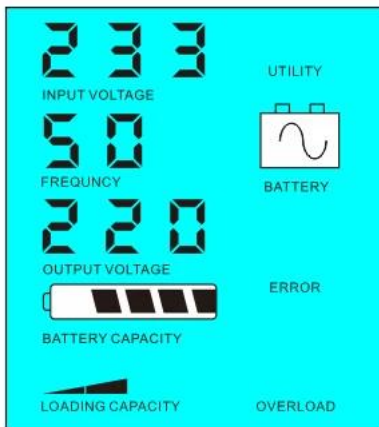 233
UTILITY
INPUT VOLTAGE
50
FREQUNCY
BATTERY
220
OUTPUT VOLTAGE
ERROR
BATTERY CAPACITY
LOADING CAPACITY
OVERLOAD